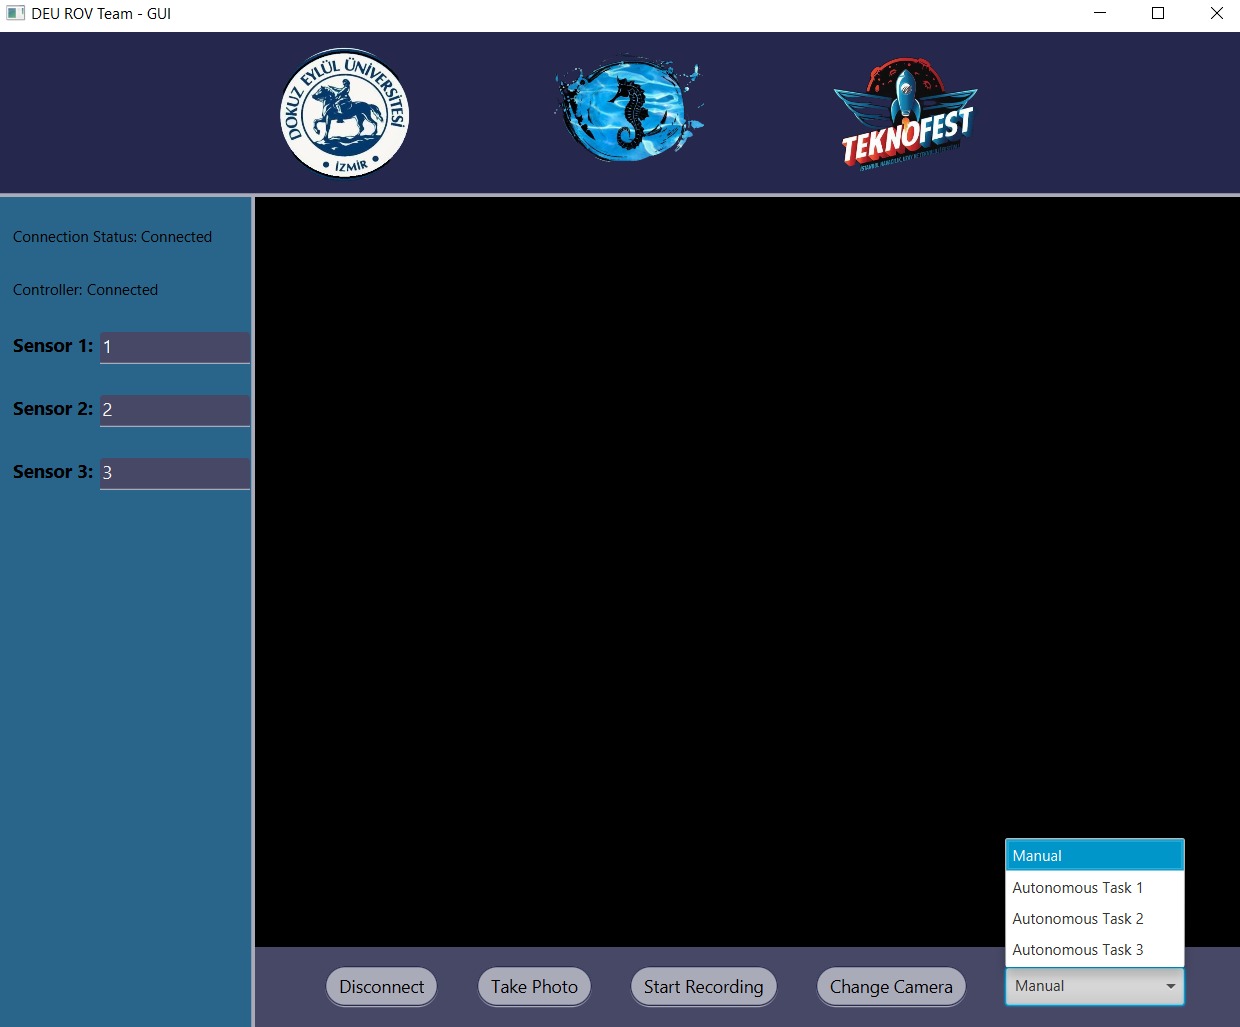 DEU ROV Team - GUI
DOKUZ EYLÜL ÜNİVERSİTESİ
• İZMİR •
TEKNOFEST
Connection Status: Connected
Controller: Connected
Sensor 1: 1
Sensor 2: 2
Sensor 3: 3
Manual
Autonomous Task 1
Autonomous Task 2
Autonomous Task 3
Disconnect Take Photo Start Recording Change Camera Manual